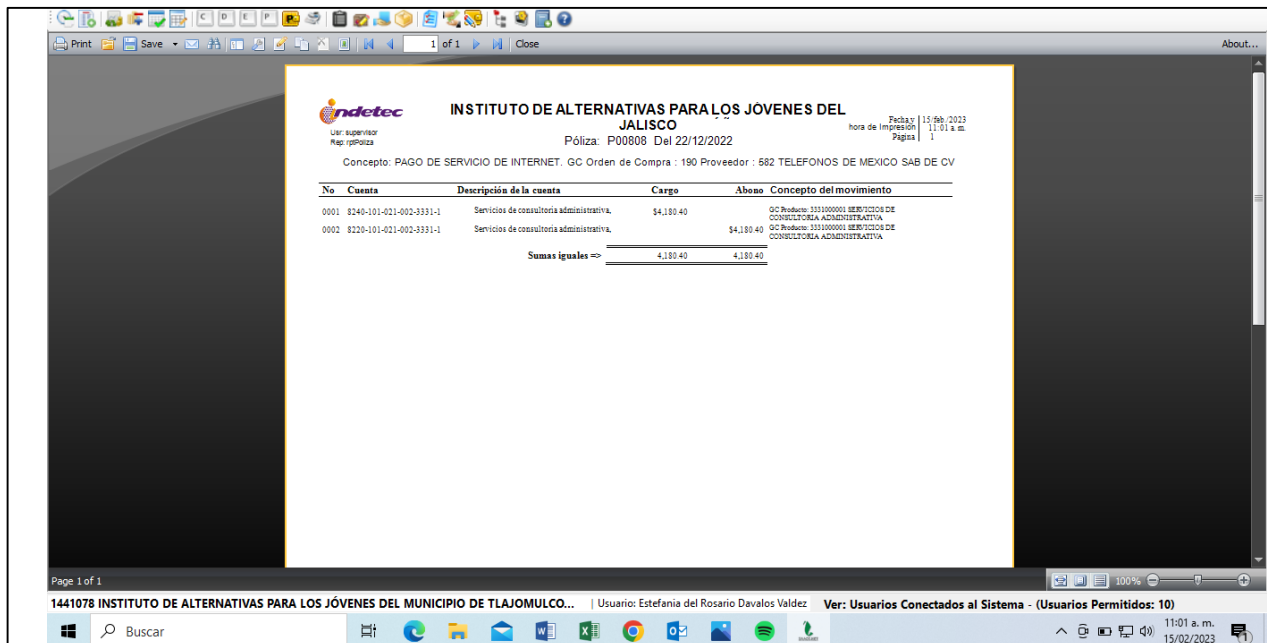 C D E P P
Print Save 1 of 1 Close About...
indetec
INSTITUTO DE ALTERNATIVAS PARA LOS JÓVENES DEL
JALISCO
Usr: supervisor
Rep: rptPoliza
Póliza: P00808 Del 22/12/2022
Fecha y 15/feb./2023
hora de Impresión 11:01 a. m.
Página 1
Concepto: PAGO DE SERVICIO DE INTERNET. GC Orden de Compra : 190 Proveedor : 582 TELEFONOS DE MEXICO SAB DE CV
No Cuenta Descripción de la cuenta Cargo Abono Concepto del movimiento
0001 8240-101-021-002-3331-1 Servicios de consultoria administrativa, $4,180.40 GC Producto: 3331000001 SERVICIOS DE
CONSULTORIA ADMINISTRATIVA
0002 8220-101-021-002-3331-1 Servicios de consultoria administrativa, $4,180.40 GC Producto: 3331000001 SERVICIOS DE
CONSULTORIA ADMINISTRATIVA
Sumas iguales => 4,180.40 4,180.40
Page 1 of 1 100%
1441078 INSTITUTO DE ALTERNATIVAS PARA LOS JÓVENES DEL MUNICIPIO DE TLAJOMULCO... Usuario: Estefania del Rosario Davalos Valdez Ver: Usuarios Conectados al Sistema - (Usuarios Permitidos: 10)
Buscar 11:01 a. m.
15/02/2023